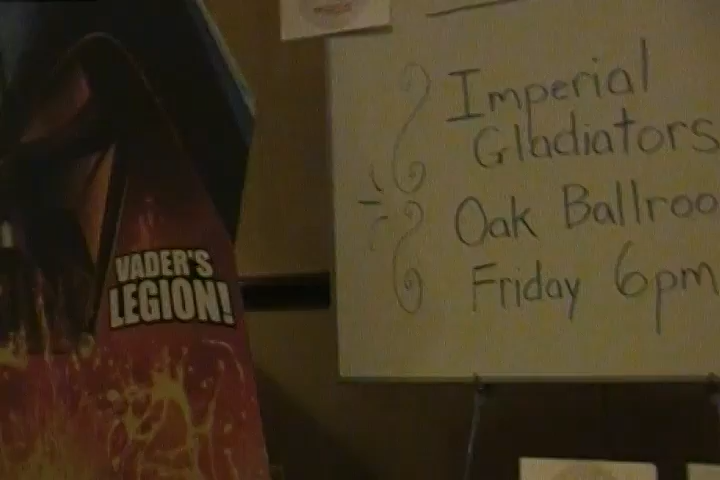 VADER'S
LEGION!
Imperial
Gladiators
Oak Ballroo
Friday 6pm